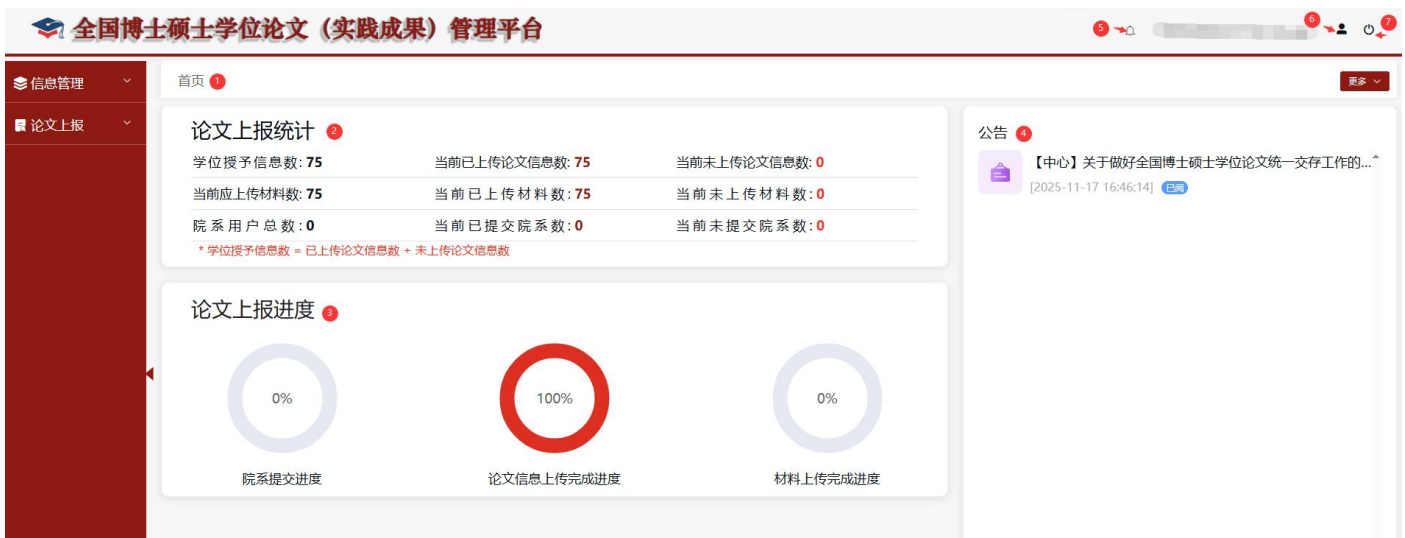 全国博士硕士学位论文（实践成果）管理平台 5 6 7
信息管理
论文上报
首页 1 更多
论文上报统计 2
学位授予信息数: 75 当前已上传论文信息数: 75 当前未上传论文信息数: 0
当前应上传材料数: 75 当前已上传材料数: 75 当前未上传材料数: 0
院系用户总数: 0 当前已提交院系数: 0 当前未提交院系数: 0
* 学位授予信息数 = 已上传论文信息数 + 未上传论文信息数
论文上报进度 3
0% 100% 0%
院系提交进度 论文信息上传完成进度 材料上传完成进度
公告 4
【中心】关于做好全国博士硕士学位论文统一交存工作的...
[2025-11-17 16:46:14] 已阅